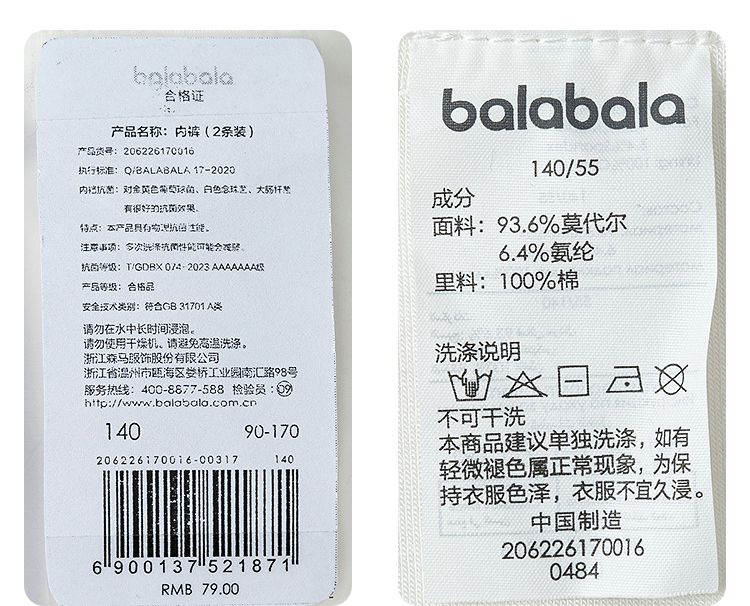 balabala
合格证
产品名称：内裤（2条装）
产品货号：206226170016
执行标准：Q/BALABALA 17-2020
内裆抗菌：对金黄色葡萄球菌、白色念珠菌、大肠杆菌
有很好的抗菌效果。
特点：本产品具有物理抗菌性能。
注意事项：多次洗涤抗菌性能可能会减弱。
抗菌等级：T/GDBX 074-2023 AAAAAAA级
产品等级：合格品
安全技术类别：符合GB 31701 A类
请勿在水中长时间浸泡。
请勿使用干燥机、请避免高温洗涤。
浙江森马服饰股份有限公司
浙江省温州市瓯海区娄桥工业园南汇路98号
服务热线：400-8877-588 检验员：09
http://www.balabala.com.cn
140 90-170
206226170016-00317 140
6 900137 521871
RMB 79.00
balabala
140/55
成分
面料：93.6%莫代尔
6.4%氨纶
里料：100%棉
洗涤说明
不可干洗
本商品建议单独洗涤，如有
轻微褪色属正常现象，为保
持衣服色泽，衣服不宜久浸。
中国制造
206226170016
0484